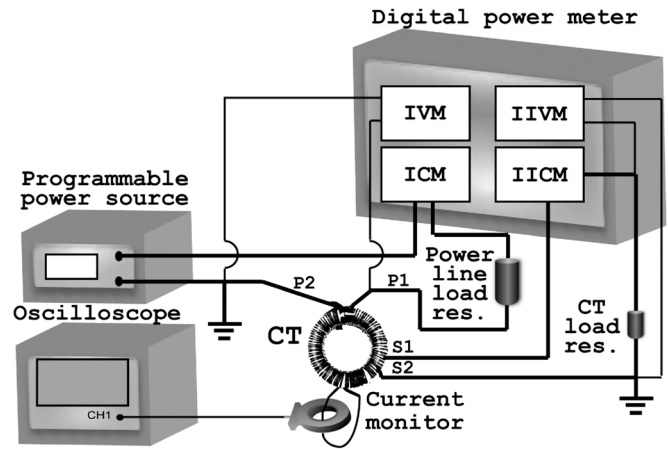 Digital power meter
IVM
IIVM
ICM
IICM
Programmable
power source
Power
line
load
res.
P2
P1
Oscilloscope
CT
CT
load
res.
S1
S2
CH1
Current
monitor